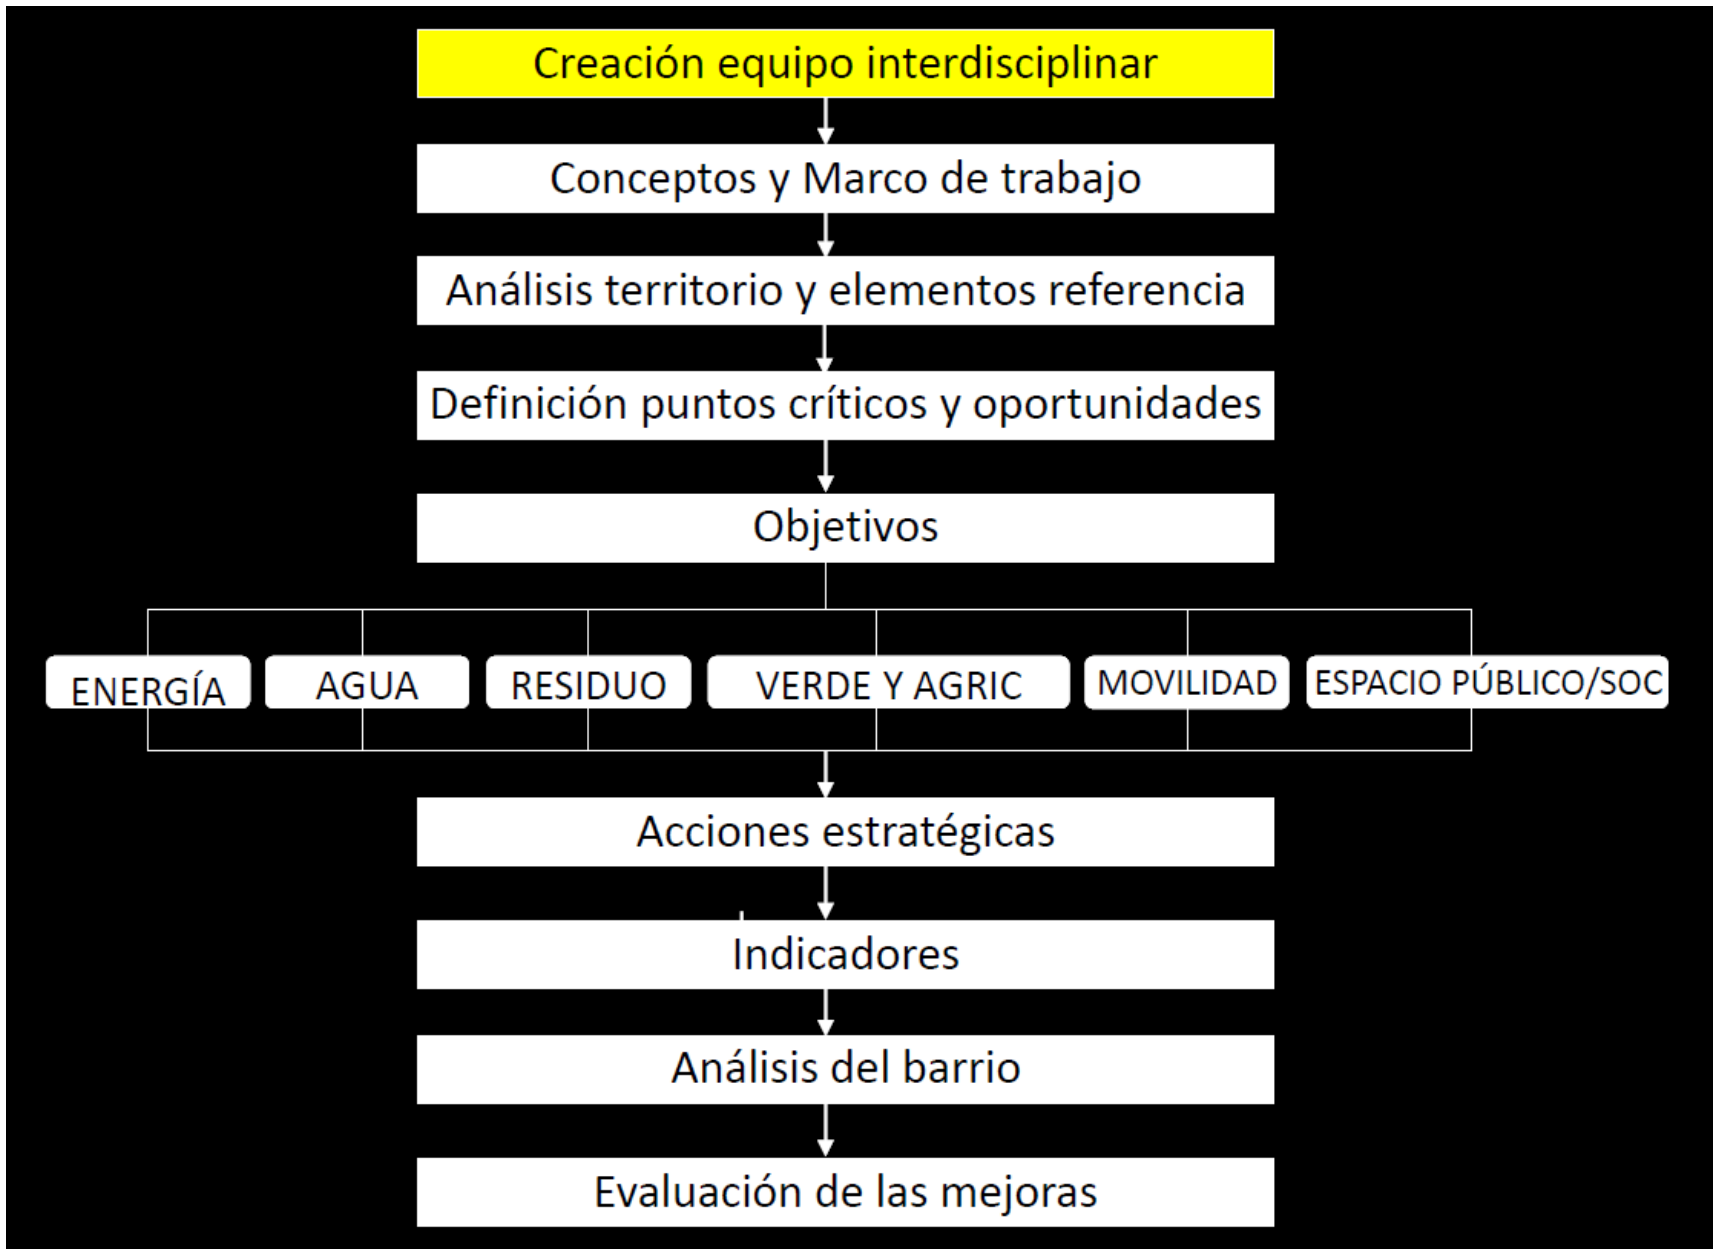 Creación equipo interdisciplinar
Conceptos y Marco de trabajo
Análisis territorio y elementos referencia
Definición puntos críticos y oportunidades
Objetivos
ENERGÍA
AGUA
RESIDUO
VERDE Y AGRIC
MOVILIDAD
ESPACIO PÚBLICO/SOC
Acciones estratégicas
Indicadores
Análisis del barrio
Evaluación de las mejoras